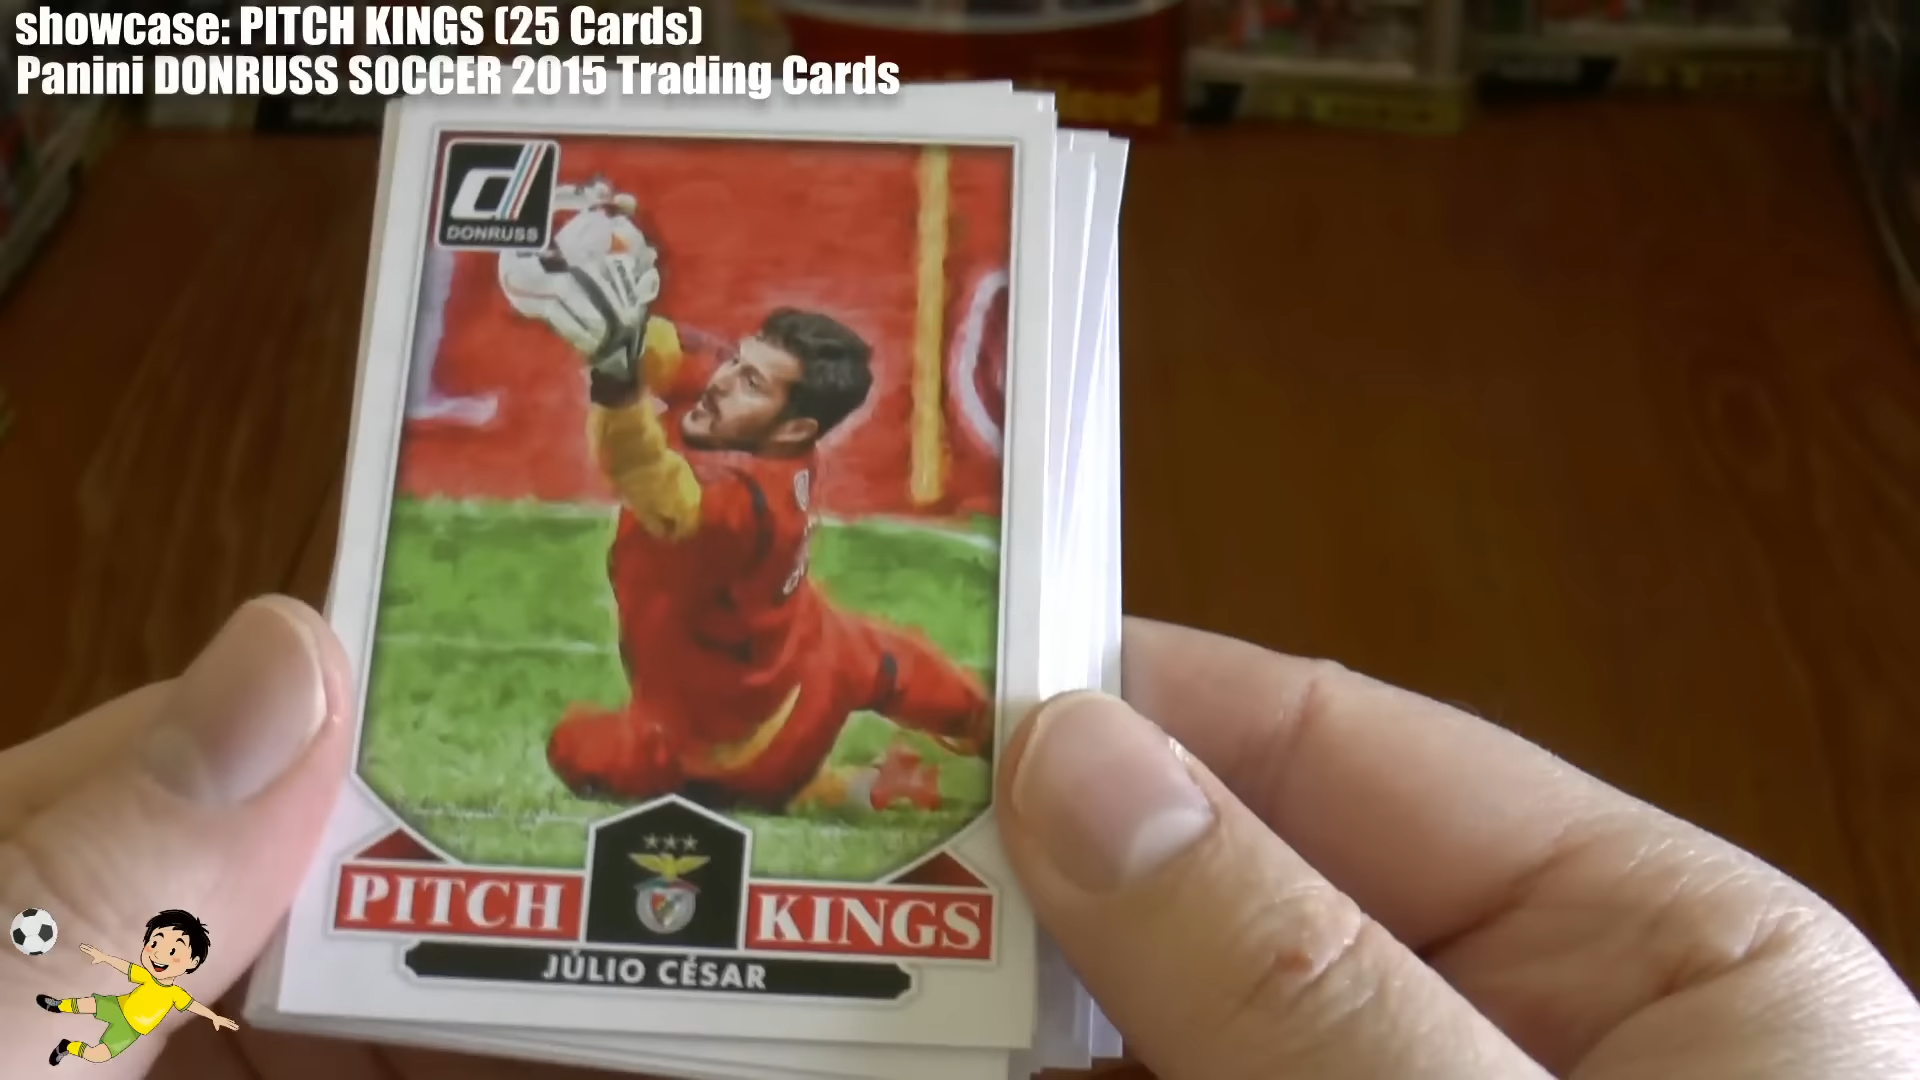 showcase: PITCH KINGS (25 Cards)
Panini DONRUSS SOCCER 2015 Trading Cards
d
DONRUSS
PITCH KINGS
JÚLIO CÉSAR